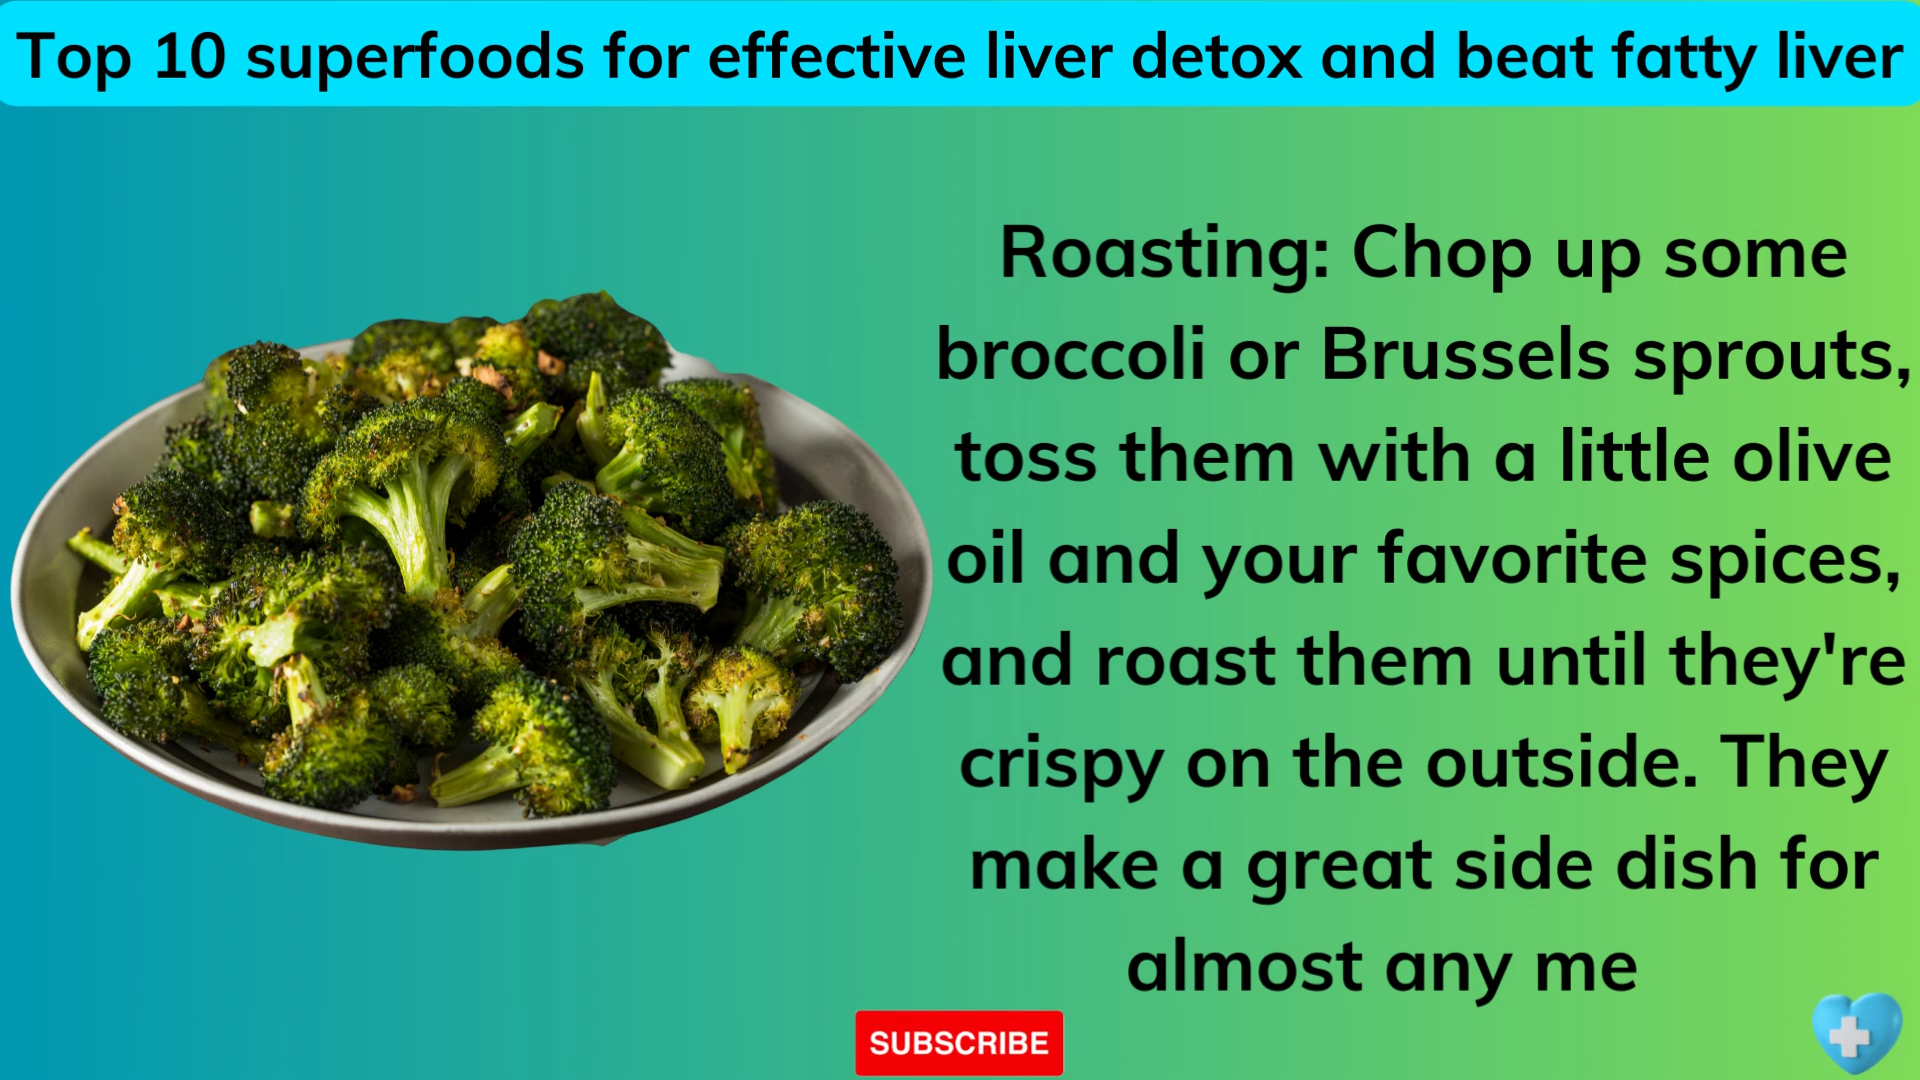 Top 10 superfoods for effective liver detox and beat fatty liver
Roasting: Chop up some
broccoli or Brussels sprouts,
toss them with a little olive
oil and your favorite spices,
and roast them until they're
crispy on the outside. They
make a great side dish for
almost any me
SUBSCRIBE